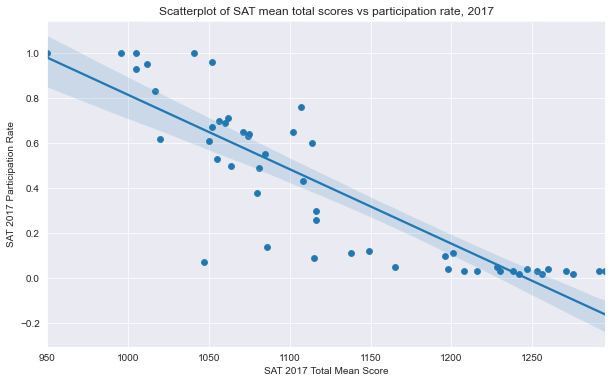 Scatterplot of SAT mean total scores vs participation rate, 2017
1.0
0.8
0.6
0.4
0.2
0.0
−0.2
SAT 2017 Participation Rate
950 1000 1050 1100 1150 1200 1250
SAT 2017 Total Mean Score